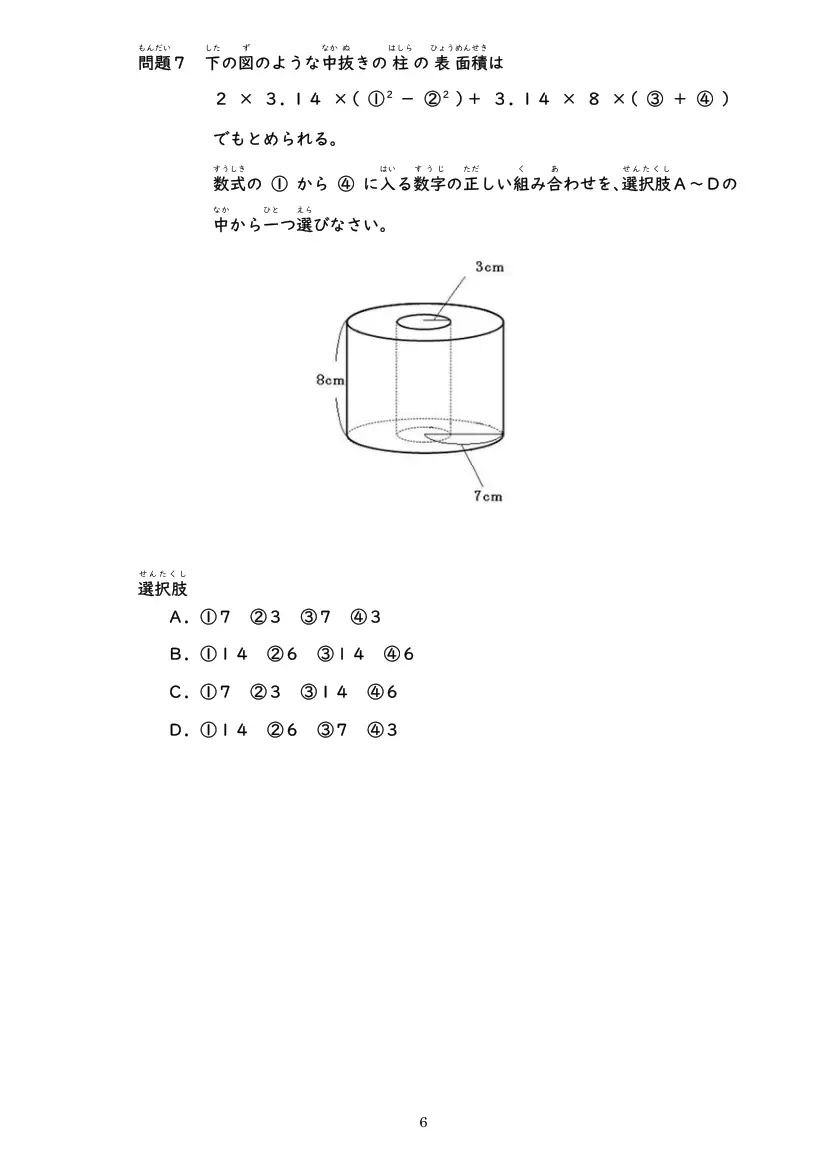 もんだい した ず なか ぬ はしら ひょうめんせき
問題７ 下の図のような中抜きの柱の表面積は
２ × ３．１４ ×（ ①² － ②² ）＋ ３．１４ × ８ ×（ ③ ＋ ④ ）
でもとめられる。
すうしき はい すうじ ただ く あ せんたくし
数式の ① から ④ に入る数字の正しい組み合わせを、選択肢Ａ～Ｄの
なか ひと えら
中から一つ選びなさい。
3cm
8cm
7cm
せんたくし
選択肢
Ａ．①７ ②３ ③７ ④３
Ｂ．①１４ ②６ ③１４ ④６
Ｃ．①７ ②３ ③１４ ④６
Ｄ．①１４ ②６ ③７ ④３
6